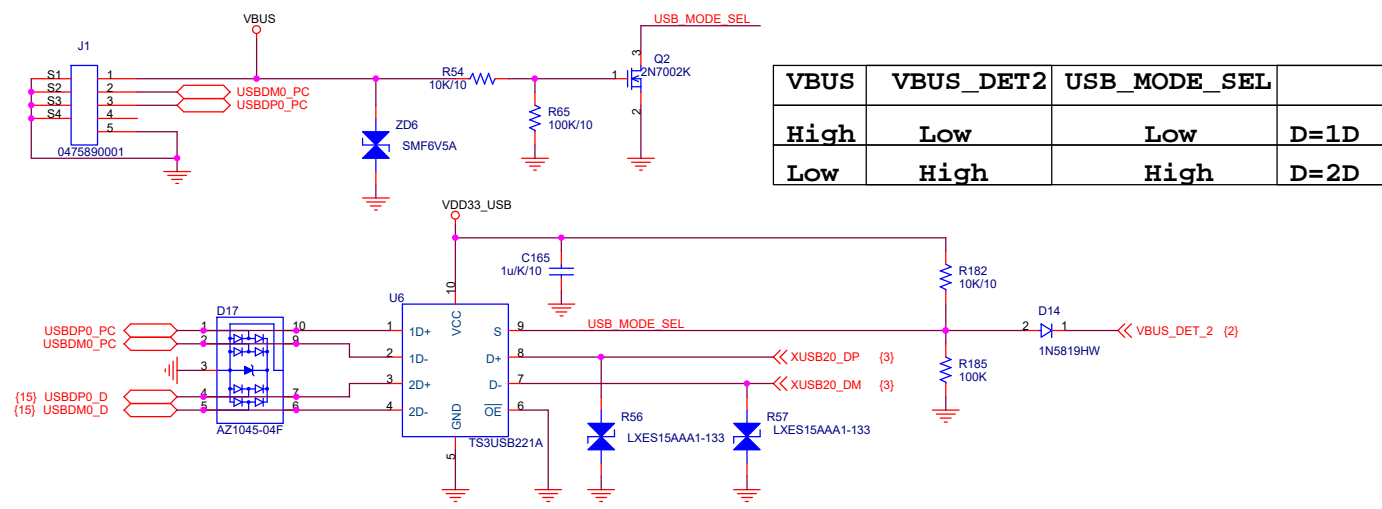 VBUS
USB_MODE_SEL
J1
S1
S2
S3
S4
1
2
3
4
5
USBDM0_PC
USBDP0_PC
0475890001
ZD6
SMF6V5A
R54
10K/10
R65
100K/10
1
3
2
Q2
2N7002K
VBUS VBUS_DET2 USB_MODE_SEL
High Low Low D=1D
Low High High D=2D
VDD33_USB
C165
1u/K/10
R182
10K/10
D14
2 1
1N5819HW
VBUS_DET_2 {2}
R185
100K
D17
USBDP0_PC 1 10
USBDM0_PC 2 9
3
{15} USBDP0_D 4 7
{15} USBDM0_D 5 6
AZ1045-04F
U6
10
VCC
1 1D+
2 1D-
3 2D+
4 2D-
GND
5
S 9 USB_MODE_SEL
D+ 8 XUSB20_DP {3}
D- 7 XUSB20_DM {3}
OE 6
TS3USB221A
R56
LXES15AAA1-133
R57
LXES15AAA1-133